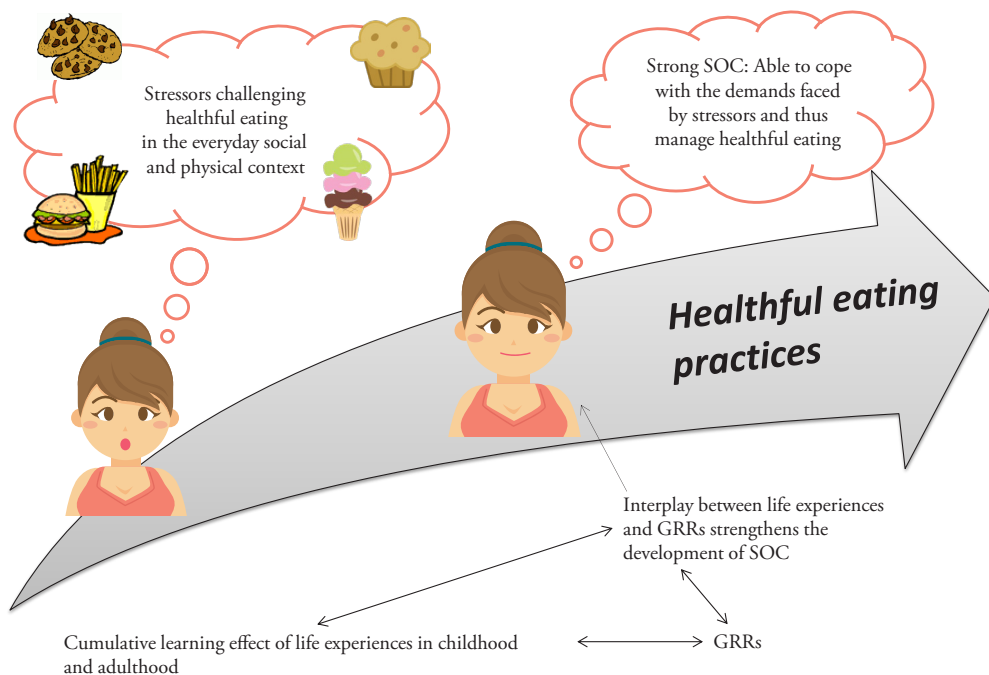 Stressors challenging
healthful eating
in the everyday social
and physical context
Strong SOC: Able to cope
with the demands faced
by stressors and thus
manage healthful eating
Healthful eating
practices
Interplay between life experiences
and GRRs strengthens the
development of SOC
Cumulative learning effect of life experiences in childhood
and adulthood
GRRs